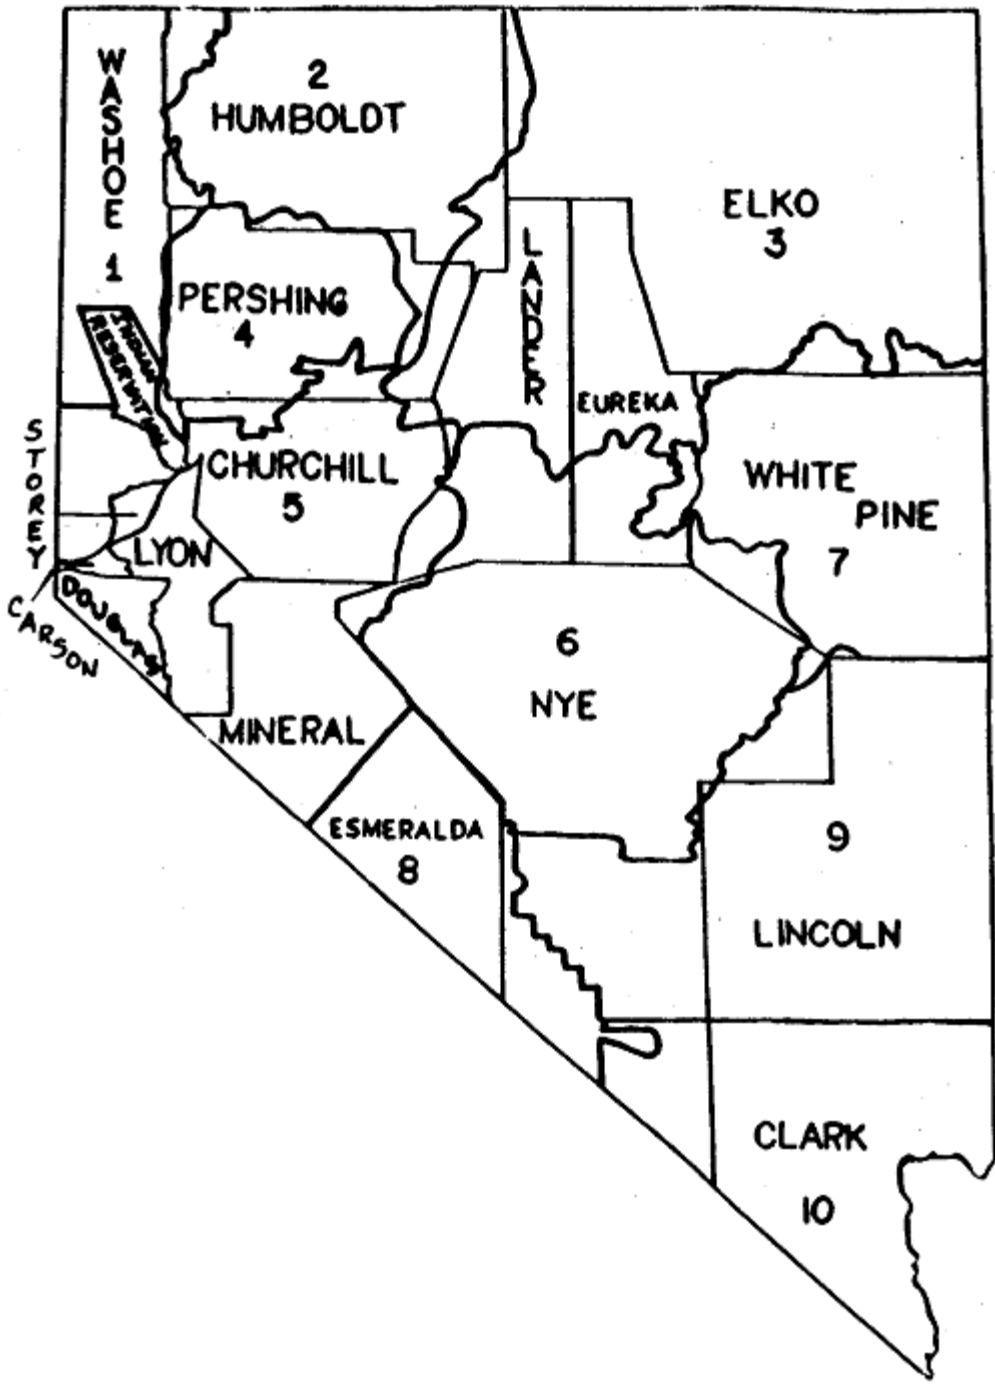 WASHOE 1
2
HUMBOLDT
ELKO
3
LANDER
PERSHING
4
INDIAN
RESERVATION
EUREKA
STOREY
CHURCHILL
5
WHITE
PINE
7
LYON
CARSON
DOUGLAS
6
NYE
MINERAL
ESMERALDA
8
9
LINCOLN
CLARK
10